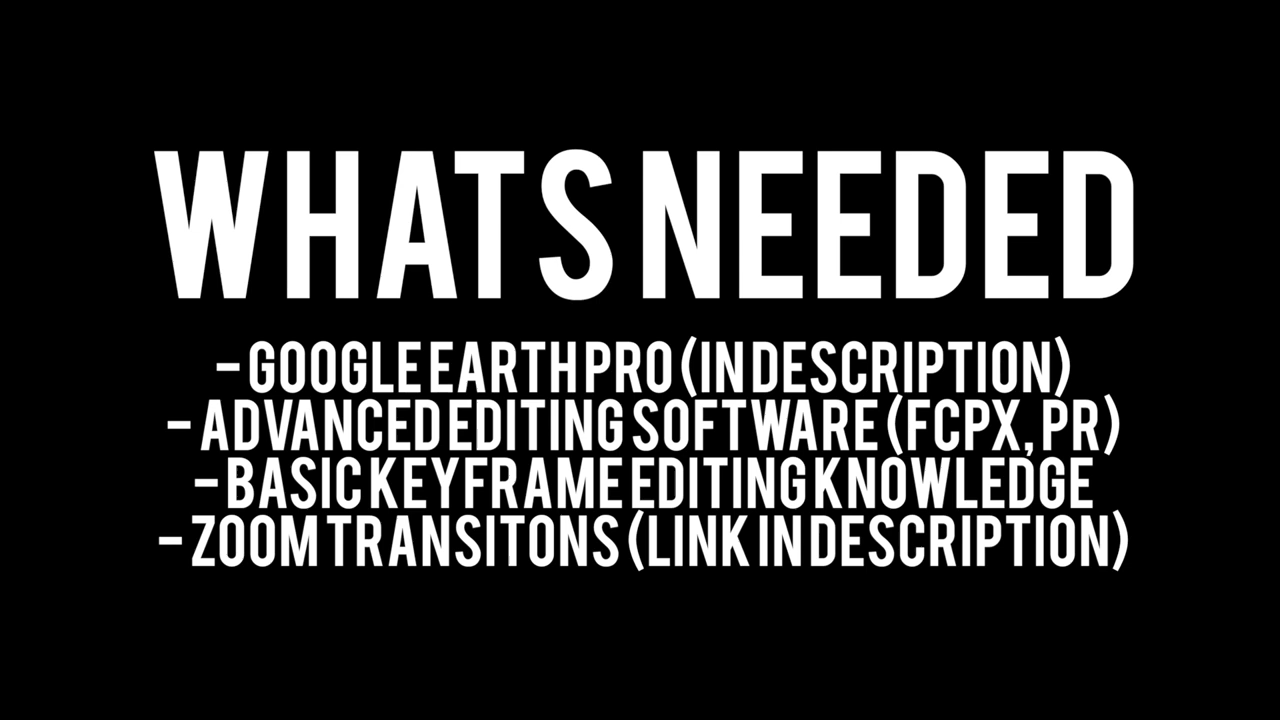 WHATS NEEDED
- GOOGLE EARTH PRO (IN DESCRIPTION)
- ADVANCED EDITING SOFTWARE (FCPX, PR)
- BASIC KEYFRAME EDITING KNOWLEDGE
- ZOOM TRANSITONS (LINK IN DESCRIPTION)